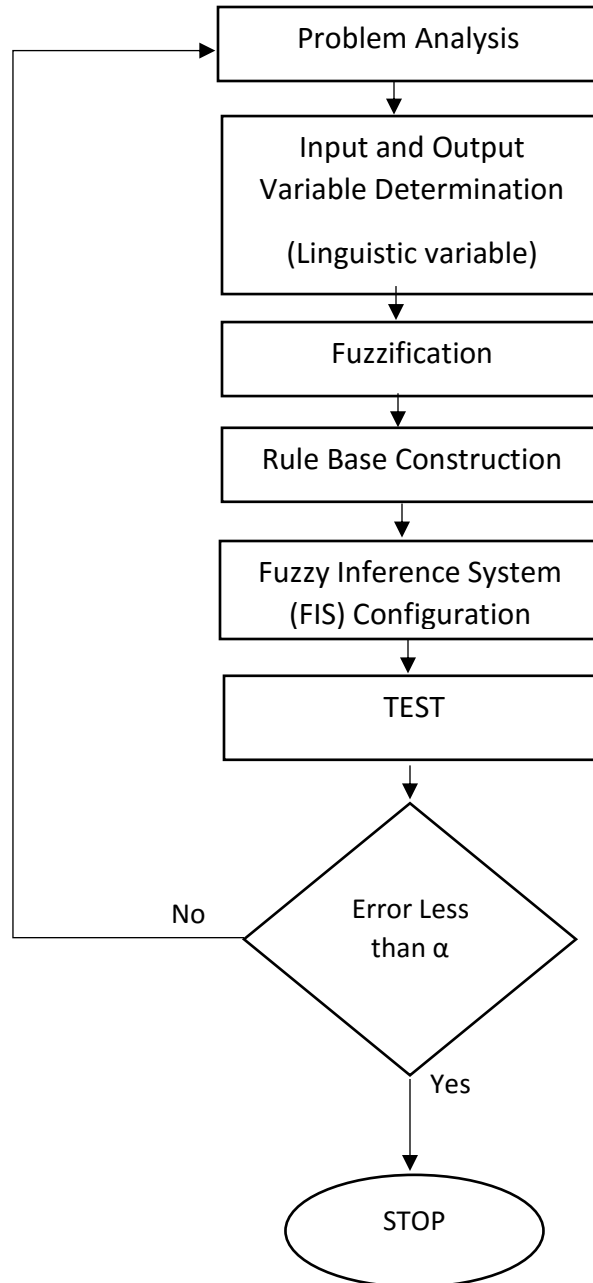 Problem Analysis
Input and Output
Variable Determination
(Linguistic variable)
Fuzzification
Rule Base Construction
Fuzzy Inference System
(FIS) Configuration
TEST
Error Less
than α
No
Yes
STOP